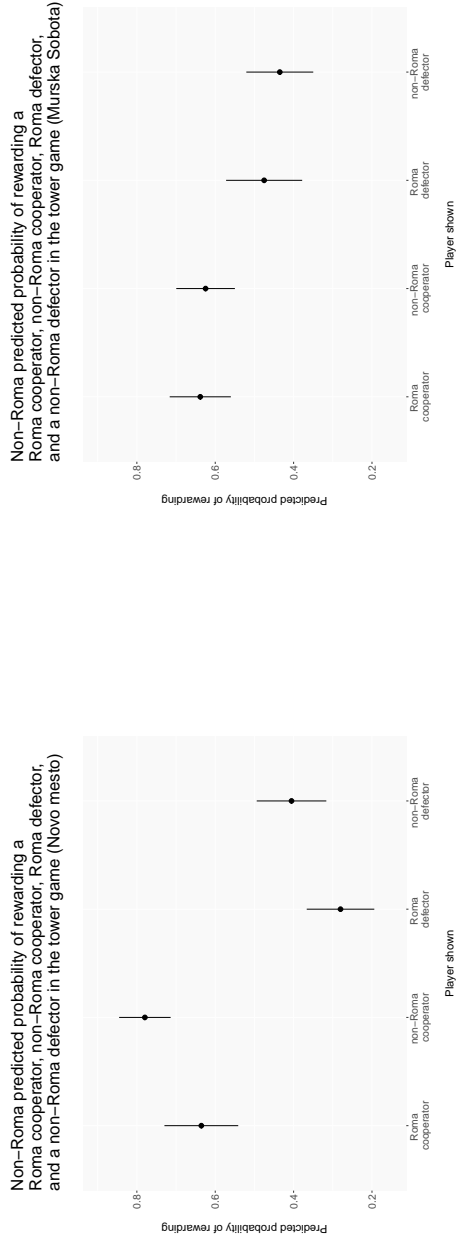 Non−Roma predicted probability of rewarding a
Roma cooperator, non−Roma cooperator, Roma defector,
and a non−Roma defector in the tower game (Novo mesto)
Predicted probability of rewarding
0.8
0.6
0.4
0.2
Roma
cooperator
non−Roma
cooperator
Roma
defector
non−Roma
defector
Player shown
Non−Roma predicted probability of rewarding a
Roma cooperator, non−Roma cooperator, Roma defector,
and a non−Roma defector in the tower game (Murska Sobota)
Predicted probability of rewarding
0.8
0.6
0.4
0.2
Roma
cooperator
non−Roma
cooperator
Roma
defector
non−Roma
defector
Player shown